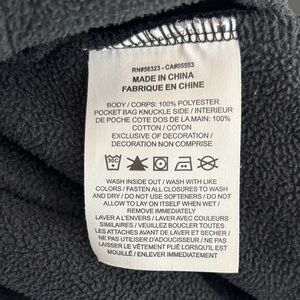 RN#56323 - CA#05553
MADE IN CHINA
FABRIQUE EN CHINE
BODY / CORPS: 100% POLYESTER
POCKET BAG KNUCKLE SIDE / INTERIEUR
DE POCHE COTE DOS DE LA MAIN: 100%
COTTON / COTON
EXCLUSIVE OF DECORATION /
DECORATION NON COMPRISE
WASH INSIDE OUT / WASH WITH LIKE
COLORS / FASTEN ALL CLOSURES TO WASH
AND DRY / DO NOT USE SOFTENERS / DO NOT
ALLOW TO LAY ON ITSELF WHEN WET /
REMOVE IMMEDIATELY
LAVER A L'ENVERS / LAVER AVEC COULEURS
SIMILAIRES / VEUILLEZ BOUCLER TOUTES
LES ATTACHES AVANT DE LAVER ET SECHER /
NE PAS UTILISER D'ADOUCISSEUR / NE
LAISSER PAS LE VETEMENT PLIÉ LORSQU'IL EST
MOUILLÉ / ENLEVER IMMEDIATEMENT